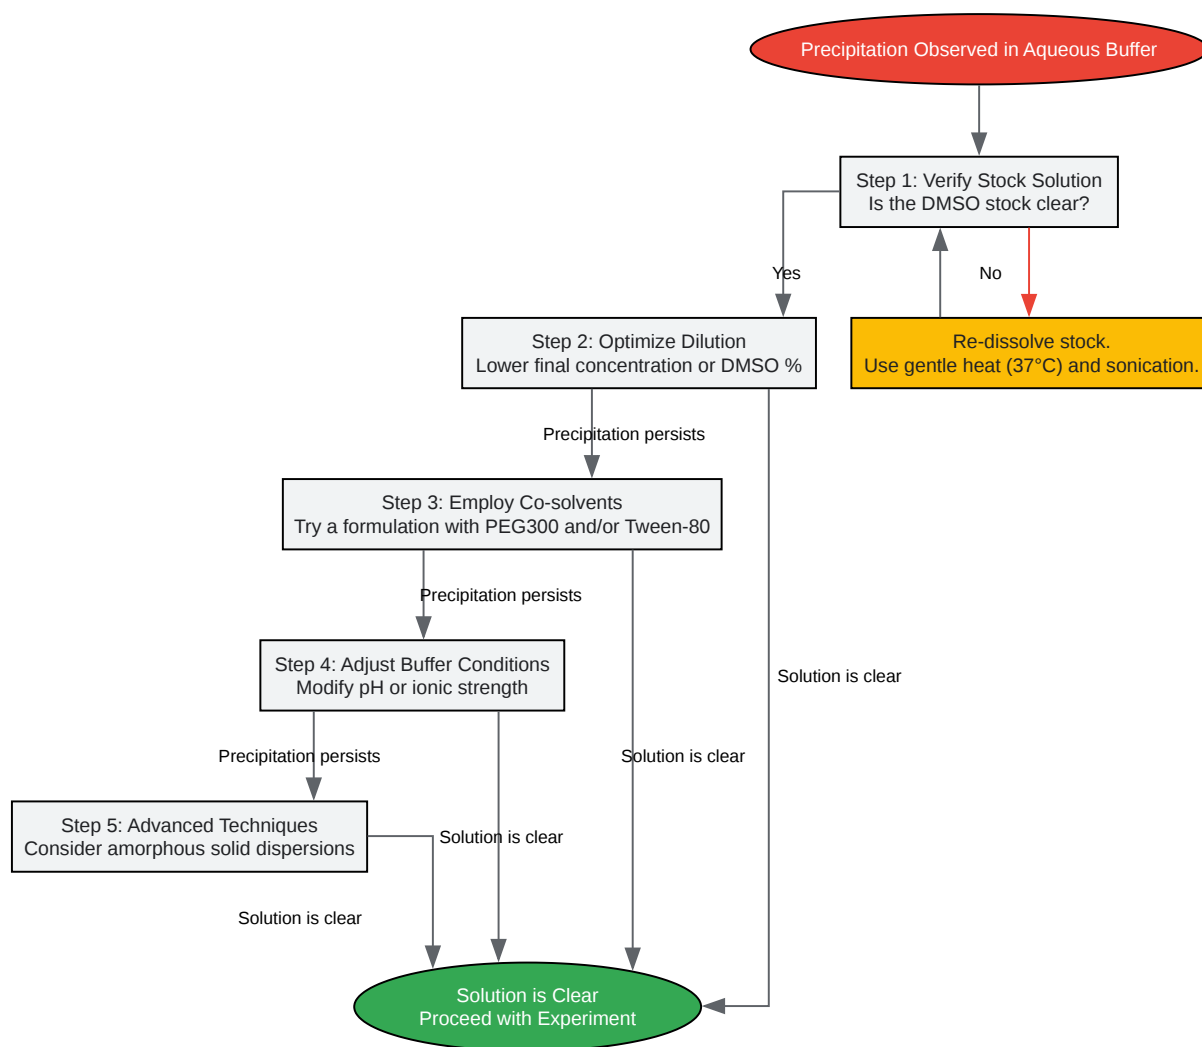 Precipitation Observed in Aqueous Buffer
Step 1: Verify Stock Solution
Is the DMSO stock clear?
Yes
No
Step 2: Optimize Dilution
Lower final concentration or DMSO %
Re-dissolve stock.
Use gentle heat (37°C) and sonication.
Precipitation persists
Step 3: Employ Co-solvents
Try a formulation with PEG300 and/or Tween-80
Precipitation persists
Step 4: Adjust Buffer Conditions
Modify pH or ionic strength
Solution is clear
Precipitation persists
Solution is clear
Step 5: Advanced Techniques
Consider amorphous solid dispersions
Solution is clear
Solution is clear
Solution is Clear
Proceed with Experiment